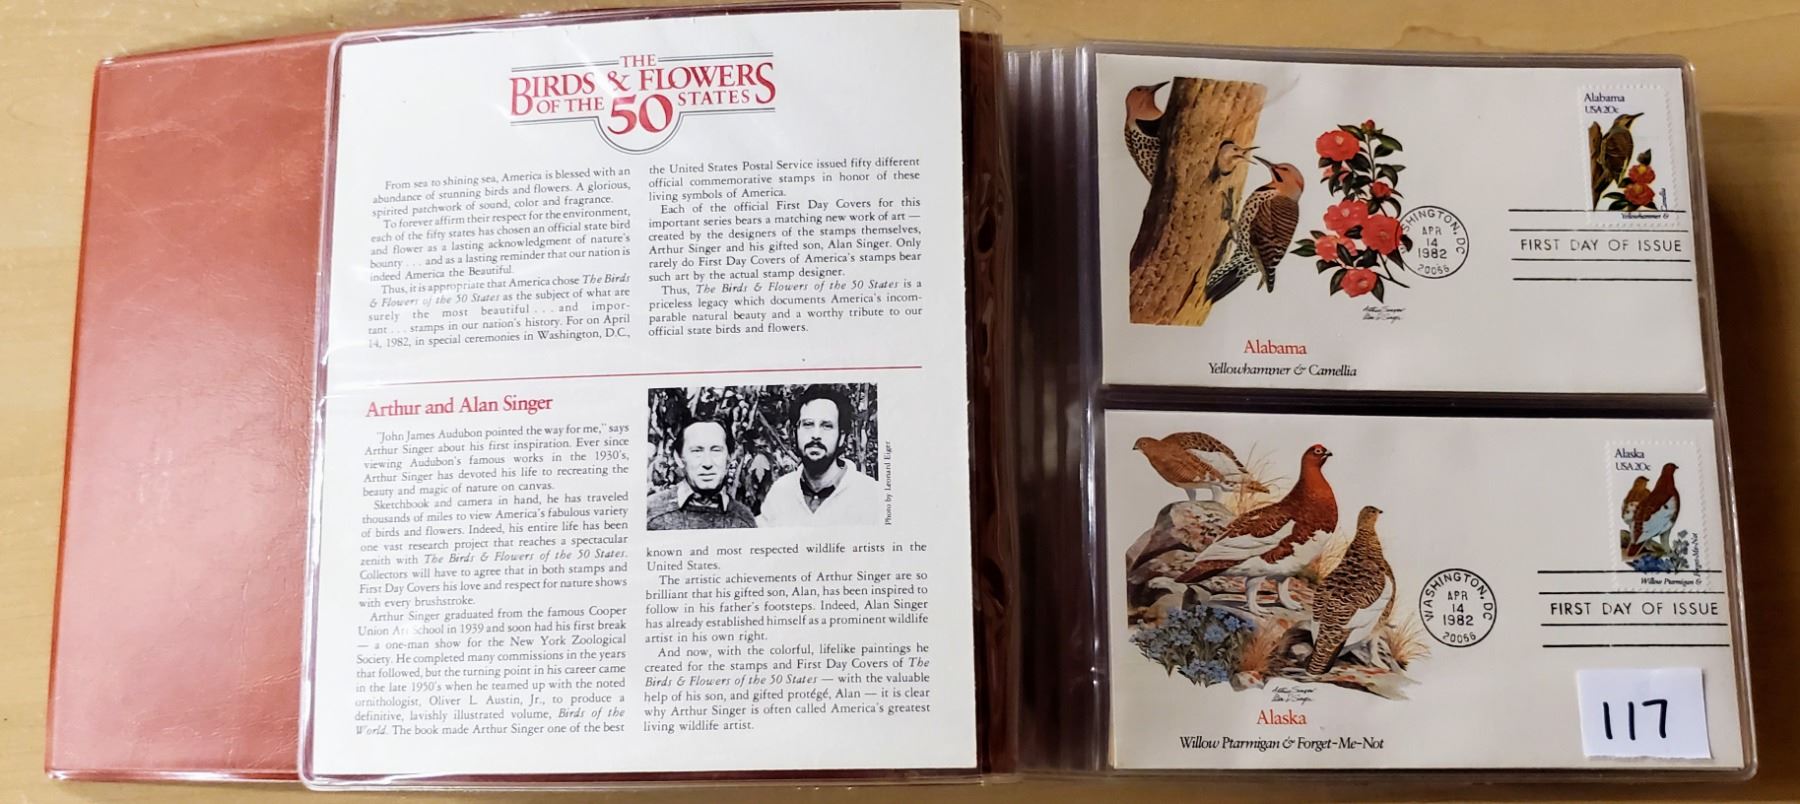 THE
BIRDS & FLOWERS
OF THE 50 STATES
From sea to shining sea, America is blessed with an
abundance of stunning birds and flowers. A glorious,
spirited patchwork of sound, color and fragrance.
To forever affirm their respect for the environment,
each of the fifty states has chosen an official state bird
and flower as a lasting acknowledgment of nature's
bounty . . . and as a lasting reminder that our nation is
indeed America the Beautiful.
Thus, it is appropriate that America chose The Birds
& Flowers of the 50 States as the subject of what are
surely the most beautiful . . . and impor-
tant . . . stamps in our nation's history. For on April
14, 1982, in special ceremonies in Washington, D.C.,
the United States Postal Service issued fifty different
official commemorative stamps in honor of these
living symbols of America.
Each of the official First Day Covers for this
important series bears a matching new work of art —
created by the designers of the stamps themselves,
Arthur Singer and his gifted son, Alan Singer. Only
rarely do First Day Covers of America's stamps bear
such art by the actual stamp designer.
Thus, The Birds & Flowers of the 50 States is a
priceless legacy which documents America's incom-
parable natural beauty and a worthy tribute to our
official state birds and flowers.
Arthur and Alan Singer
"John James Audubon pointed the way for me," says
Arthur Singer about his first inspiration. Ever since
viewing Audubon's famous works in the 1930's,
Arthur Singer has devoted his life to recreating the
beauty and magic of nature on canvas.
Sketchbook and camera in hand, he has traveled
thousands of miles to view America's fabulous variety
of birds and flowers. Indeed, his entire life has been
one vast research project that reaches a spectacular
zenith with The Birds & Flowers of the 50 States.
Collectors will have to agree that in both stamps and
First Day Covers his love and respect for nature shows
with every brushstroke.
Arthur Singer graduated from the famous Cooper
Union Art School in 1939 and soon had his first break
— a one-man show for the New York Zoological
Society. He completed many commissions in the years
that followed, but the turning point in his career came
in the late 1950's when he teamed up with the noted
ornithologist, Oliver L. Austin, Jr., to produce a
definitive, lavishly illustrated volume, Birds of the
World. The book made Arthur Singer one of the best
Photo by Leonard Eiger
known and most respected wildlife artists in the
United States.
The artistic achievements of Arthur Singer are so
brilliant that his gifted son, Alan, has been inspired to
follow in his father's footsteps. Indeed, Alan Singer
has already established himself as a prominent wildlife
artist in his own right.
And now, with the colorful, lifelike paintings he
created for the stamps and First Day Covers of The
Birds & Flowers of the 50 States — with the valuable
help of his son, and gifted protégé, Alan — it is clear
why Arthur Singer is often called America's greatest
living wildlife artist.
Alabama
USA 20c
Yellowhammer &
Camellia
WASHINGTON, DC
APR
14
1982
20066
FIRST DAY OF ISSUE
Arthur Singer
Alan D. Singer
Alabama
Yellowhammer & Camellia
Alaska
USA 20c
Willow Ptarmigan &
WASHINGTON, DC
APR
14
1982
20066
FIRST DAY OF ISSUE
Arthur Singer
Alan D. Singer
Alaska
Willow Ptarmigan & Forget-Me-Not
117